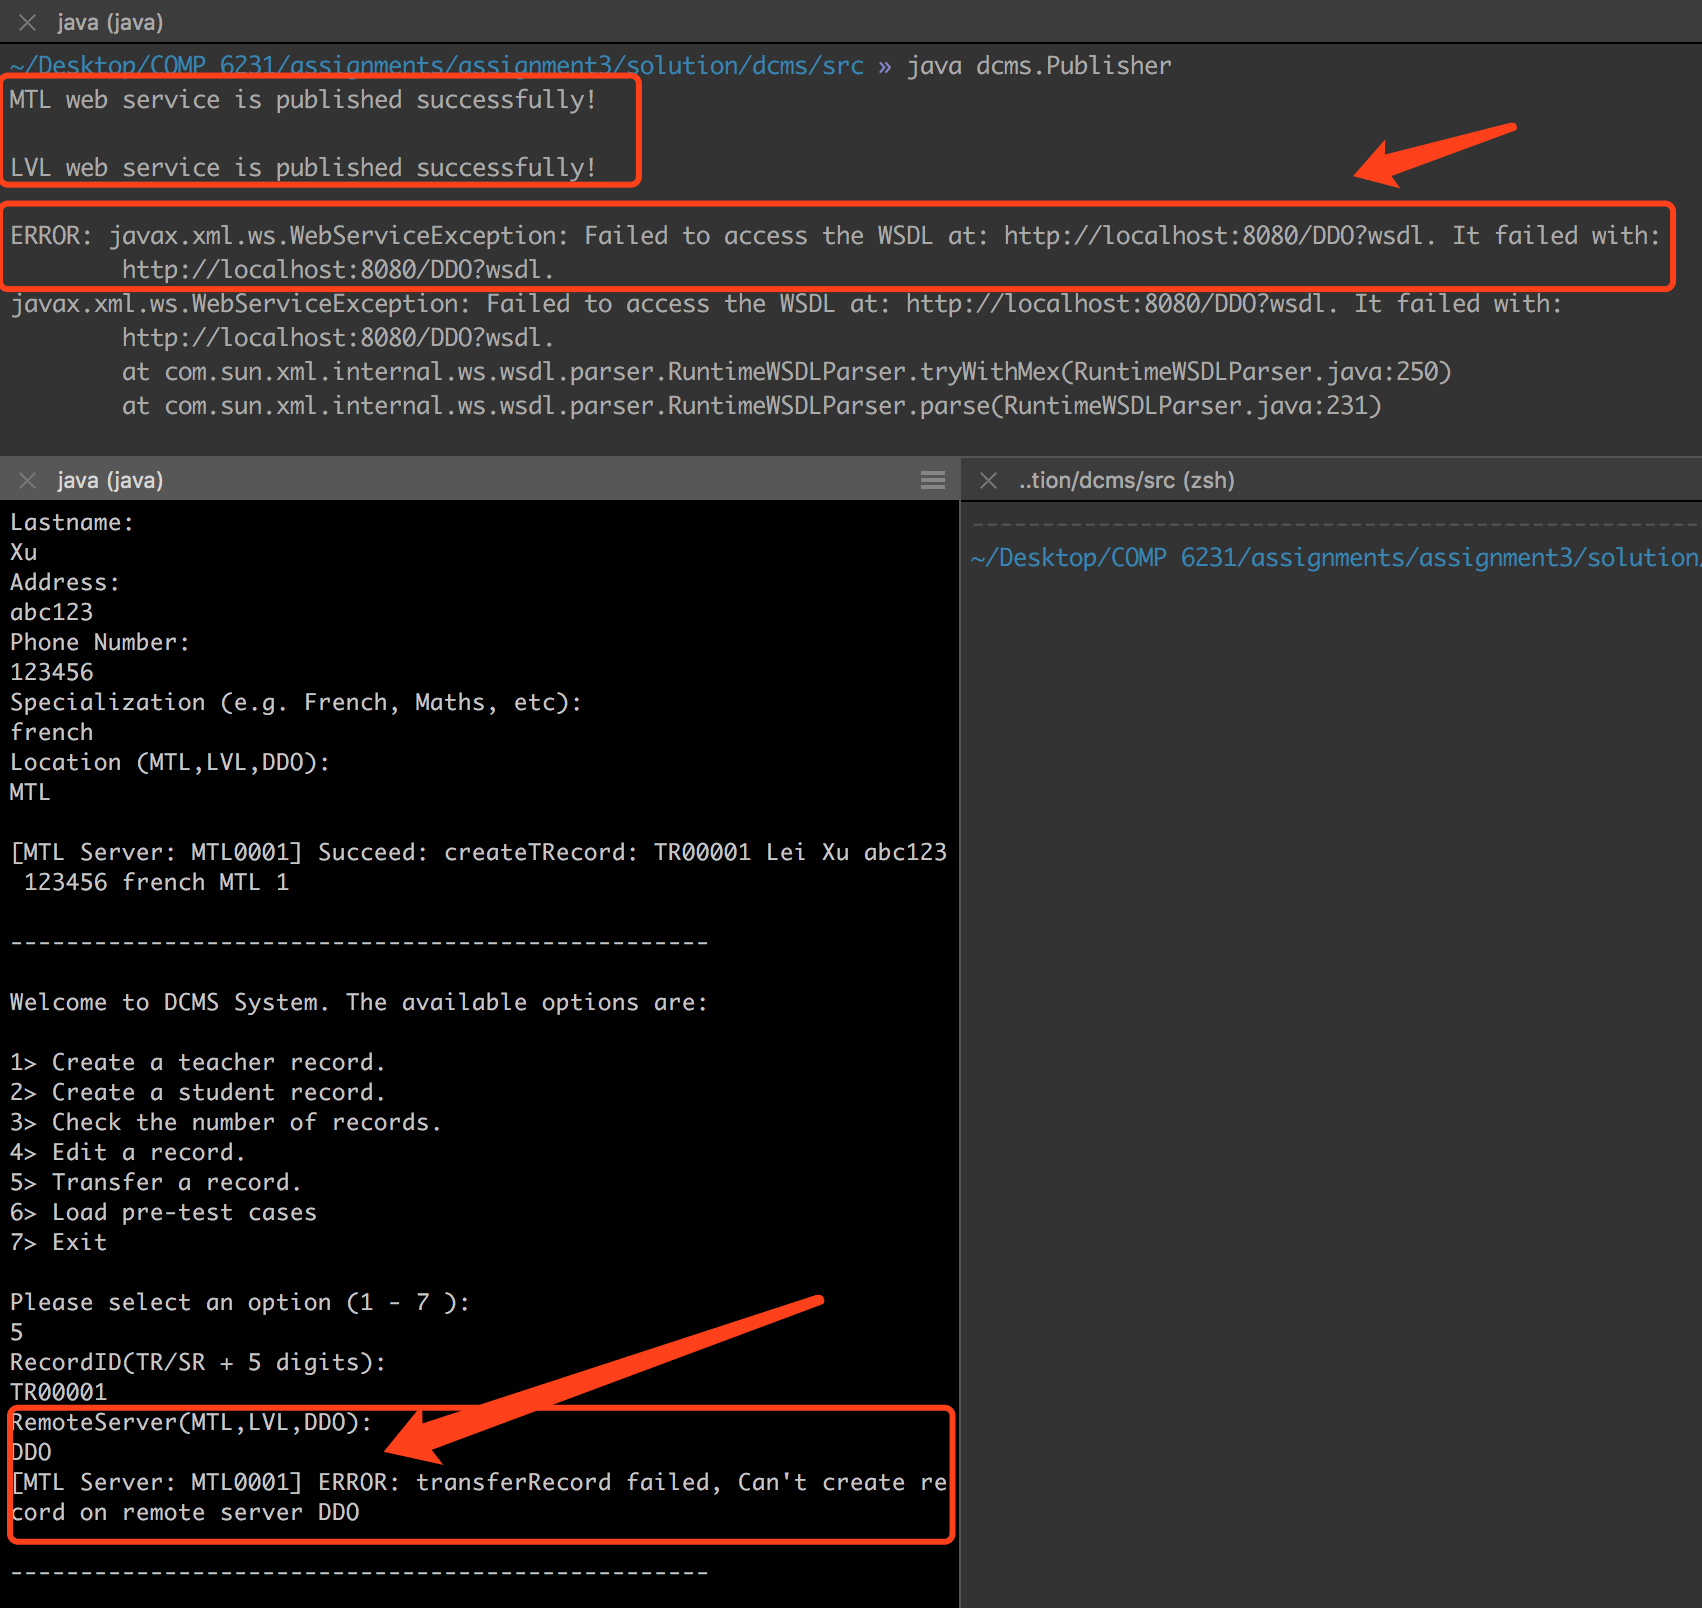 java (java)
~/Desktop/COMP 6231/assignments/assignment3/solution/dcms/src » java dcms.Publisher
MTL web service is published successfully!
LVL web service is published successfully!
ERROR: javax.xml.ws.WebServiceException: Failed to access the WSDL at: http://localhost:8080/DDO?wsdl. It failed with:
http://localhost:8080/DDO?wsdl.
javax.xml.ws.WebServiceException: Failed to access the WSDL at: http://localhost:8080/DDO?wsdl. It failed with:
http://localhost:8080/DDO?wsdl.
at com.sun.xml.internal.ws.wsdl.parser.RuntimeWSDLParser.tryWithMex(RuntimeWSDLParser.java:250)
at com.sun.xml.internal.ws.wsdl.parser.RuntimeWSDLParser.parse(RuntimeWSDLParser.java:231)
java (java)
Lastname:
Xu
Address:
abc123
Phone Number:
123456
Specialization (e.g. French, Maths, etc):
french
Location (MTL,LVL,DDO):
MTL
[MTL Server: MTL0001] Succeed: createTRecord: TR00001 Lei Xu abc123
123456 french MTL 1
--------------------------------------------------
Welcome to DCMS System. The available options are:
1> Create a teacher record.
2> Create a student record.
3> Check the number of records.
4> Edit a record.
5> Transfer a record.
6> Load pre-test cases
7> Exit
Please select an option (1 - 7 ):
5
RecordID(TR/SR + 5 digits):
TR00001
RemoteServer(MTL,LVL,DDO):
DDO
[MTL Server: MTL0001] ERROR: transferRecord failed, Can't create re
cord on remote server DDO
--------------------------------------------------
..tion/dcms/src (zsh)
----------------------------------------------------
~/Desktop/COMP 6231/assignments/assignment3/solution/